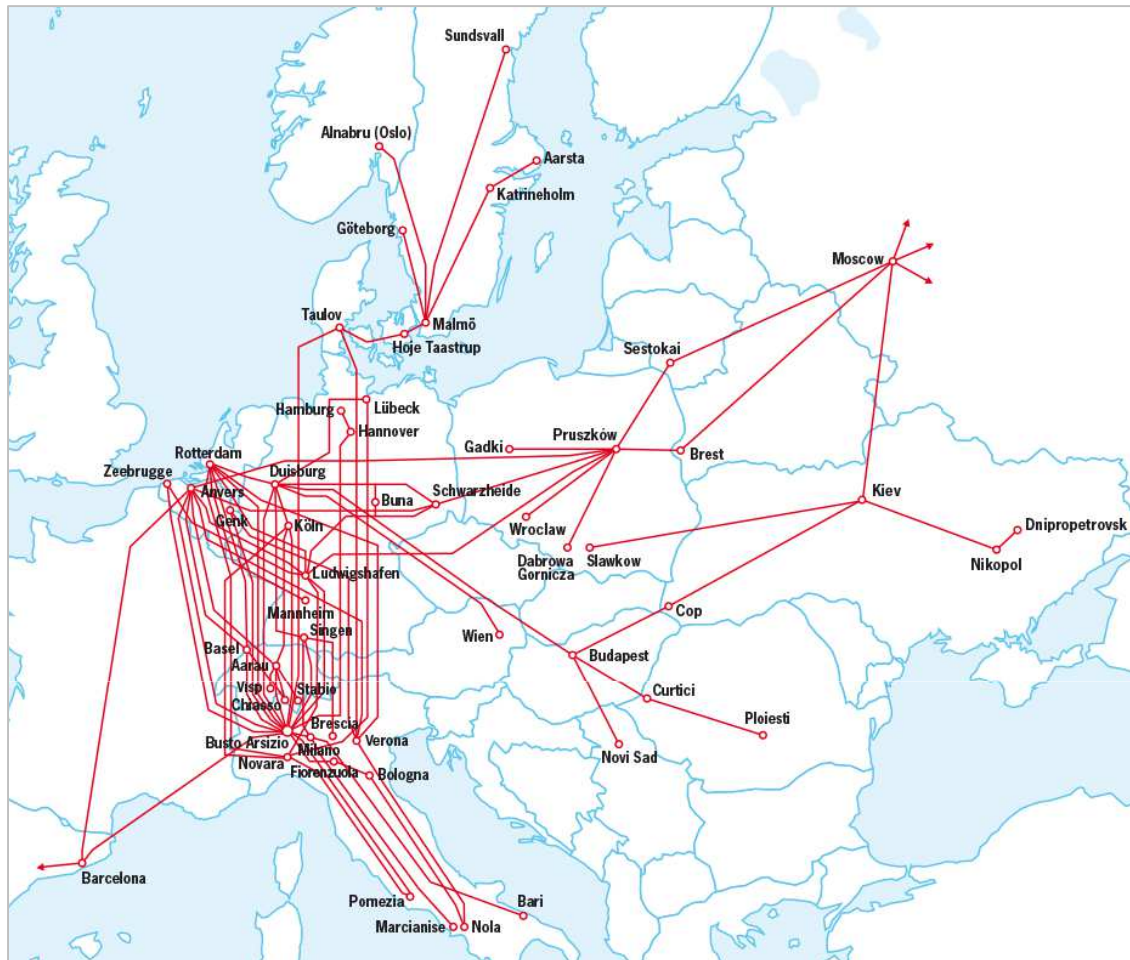 Sundsvall
Alnabru (Oslo)
Aarsta
Katrineholm
Göteborg
Moscow
Taulov
Malmö
Hoje Taastrup
Sestokai
Lübeck
Hamburg
Hannover
Gadki
Pruszków
Brest
Rotterdam
Zeebrugge
Duisburg
Anvers
Buna
Schwarzheide
Kiev
Genk
Köln
Wroclaw
Dnipropetrovsk
Nikopol
Dabrowa
Gornicza
Slawkow
Ludwigshafen
Mannheim
Cop
Singen
Wien
Basel
Budapest
Aarau
Visp
Stabio
Chiasso
Curtici
Ploiesti
Brescia
Busto Arsizio
Verona
Novi Sad
Milano
Novara
Fiorenzuola
Bologna
Barcelona
Pomezia
Bari
Marcianise
Nola